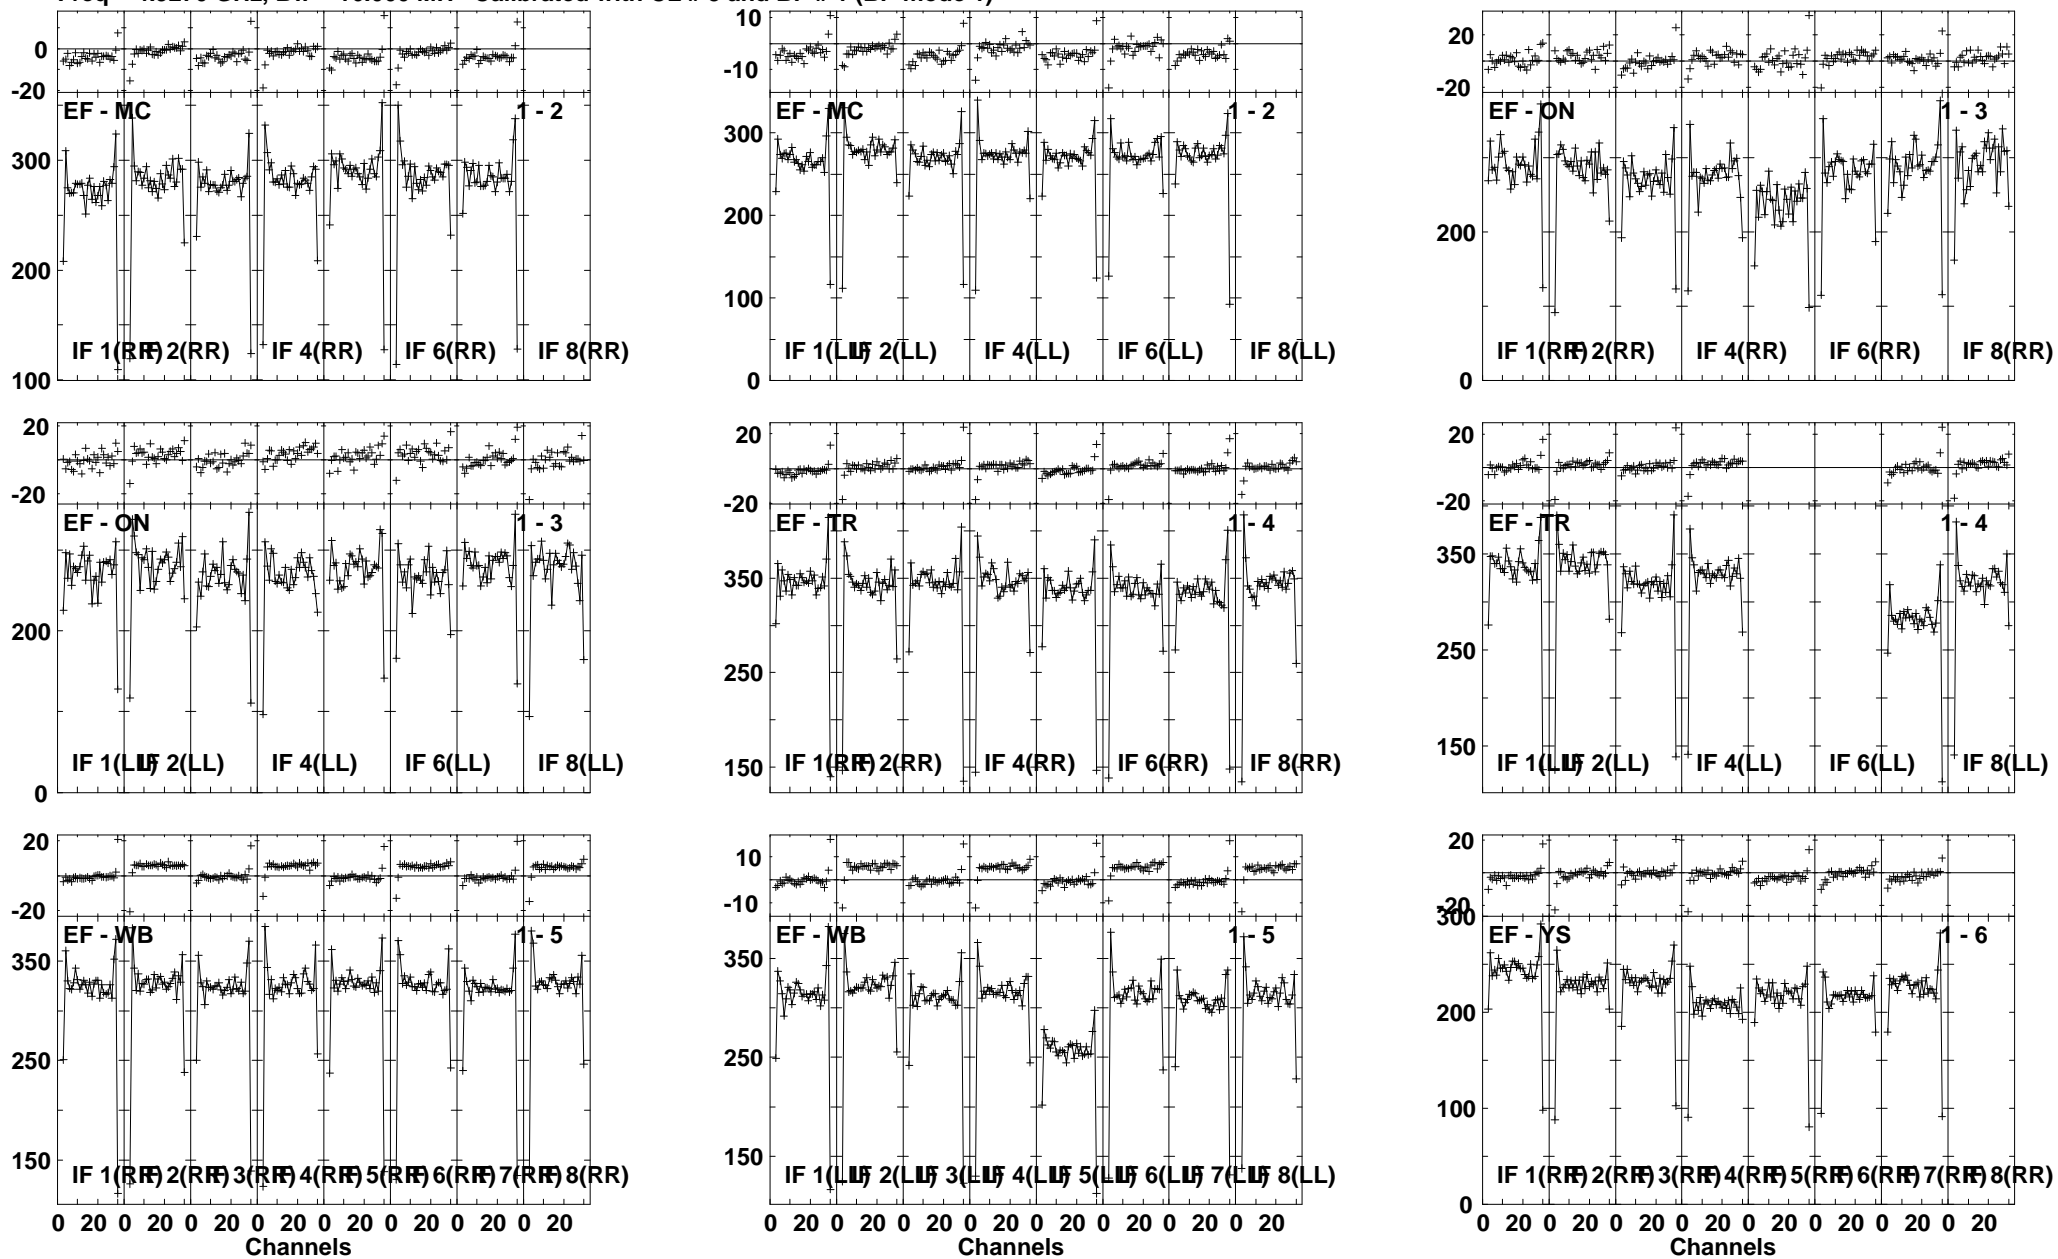 0
-20
EF - MC
1 - 2
300
200
100
IF 1(RR)
IF 2(RR)
IF 4(RR)
IF 6(RR)
IF 8(RR)
10
-10
EF - MC
1 - 2
300
200
100
0
IF 1(LL)
IF 2(LL)
IF 4(LL)
IF 6(LL)
IF 8(LL)
20
-20
EF - ON
1 - 3
200
0
IF 1(RR)
IF 2(RR)
IF 4(RR)
IF 6(RR)
IF 8(RR)
20
-20
EF - ON
1 - 3
200
0
IF 1(LL)
IF 2(LL)
IF 4(LL)
IF 6(LL)
IF 8(LL)
20
-20
EF - TR
1 - 4
350
250
150
IF 1(RR)
IF 2(RR)
IF 4(RR)
IF 6(RR)
IF 8(RR)
20
-20
EF - TR
1 - 4
350
250
150
IF 1(LL)
IF 2(LL)
IF 4(LL)
IF 6(LL)
IF 8(LL)
20
-20
EF - WB
1 - 5
350
250
150
IF 1(RR)
IF 2(RR)
IF 3(RR)
IF 4(RR)
IF 5(RR)
IF 6(RR)
IF 7(RR)
IF 8(RR)
0 20 0 20 0 20 0 20 0 20 0 20 0 20 0 20
Channels
10
-10
EF - WB
1 - 5
350
250
150
IF 1(LL)
IF 2(LL)
IF 3(LL)
IF 4(LL)
IF 5(LL)
IF 6(LL)
IF 7(LL)
IF 8(LL)
0 20 0 20 0 20 0 20 0 20 0 20 0 20 0 20
Channels
20
-20
300
EF - YS
1 - 6
200
100
0
IF 1(RR)
IF 2(RR)
IF 3(RR)
IF 4(RR)
IF 5(RR)
IF 6(RR)
IF 7(RR)
IF 8(RR)
0 20 0 20 0 20 0 20 0 20 0 20 0 20 0 20
Channels